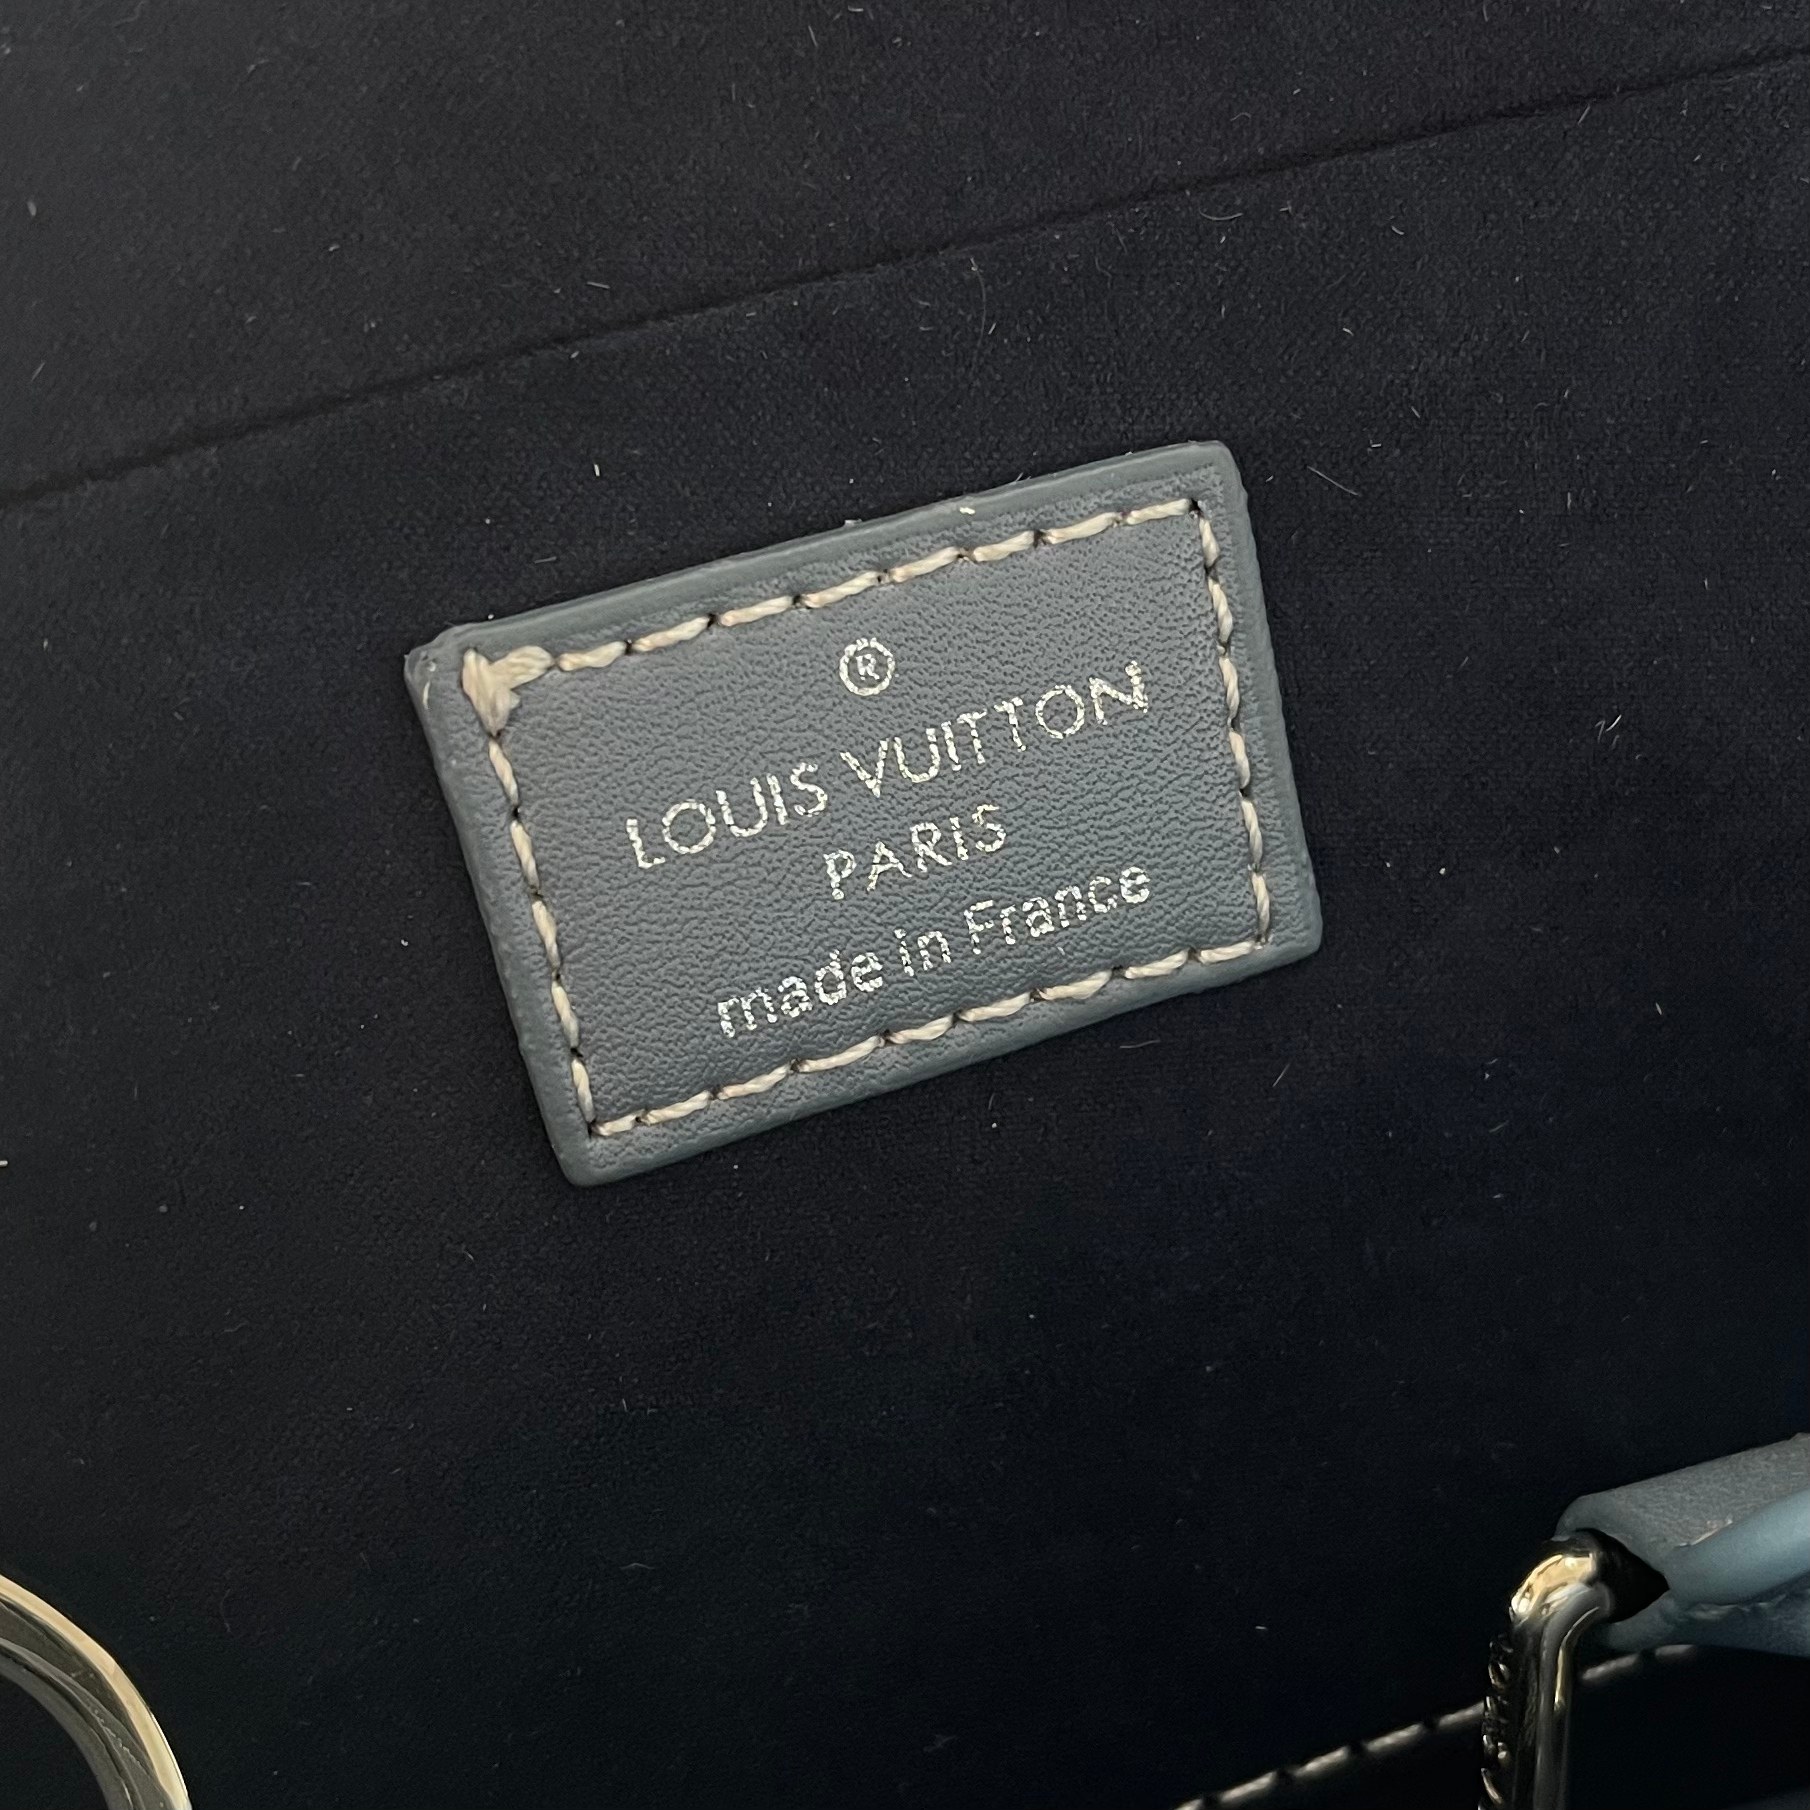 ®
LOUIS VUITTON
PARIS
made in France